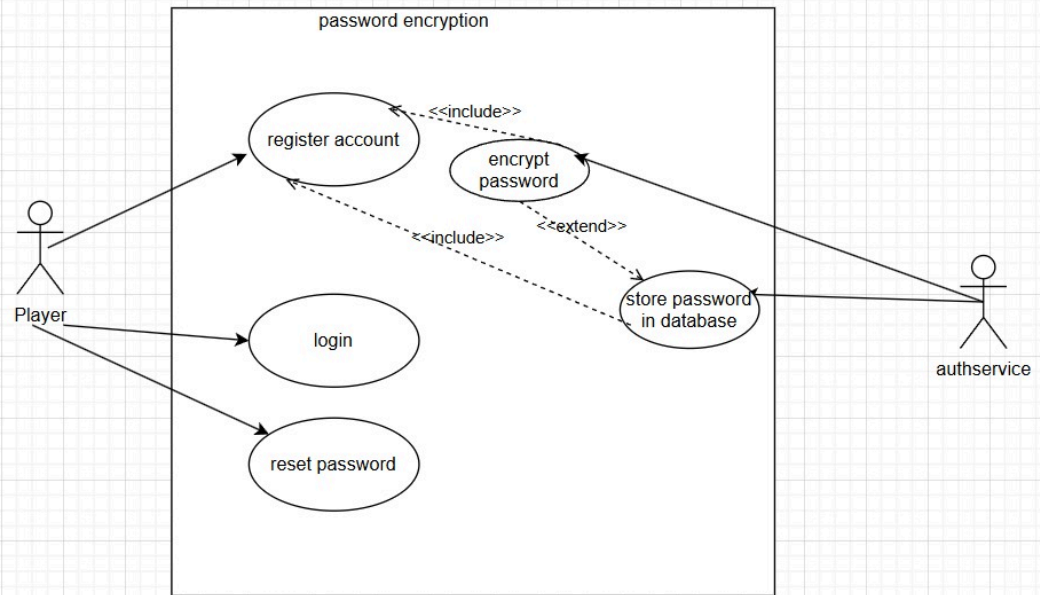 password encryption
<<include>>
register account
encrypt
password
<<extend>>
<<include>>
store password
in database
Player
login
authservice
reset password